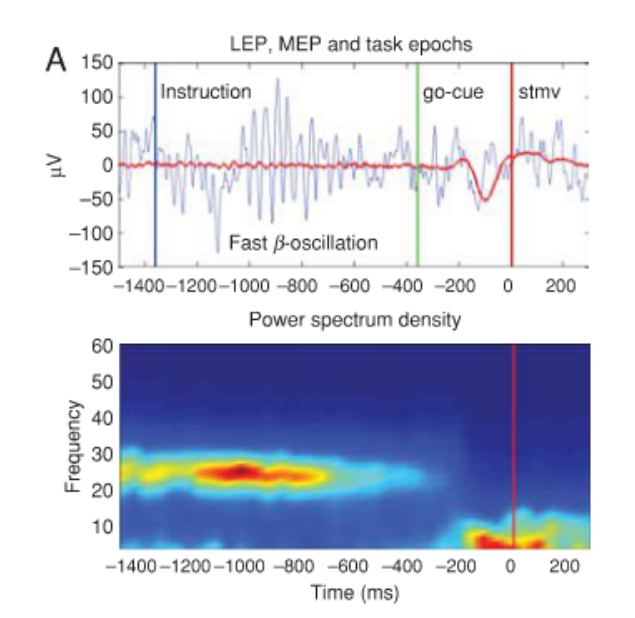 A
LEP, MEP and task epochs
150
100
50
0
−50
−100
−150
μV
Instruction
go-cue
stmv
Fast β-oscillation
−1400 −1200 −1000 −800 −600 −400 −200 0 200
Power spectrum density
60
50
40
30
20
10
Frequency
−1400 −1200 −1000 −800 −600 −400 −200 0 200
Time (ms)